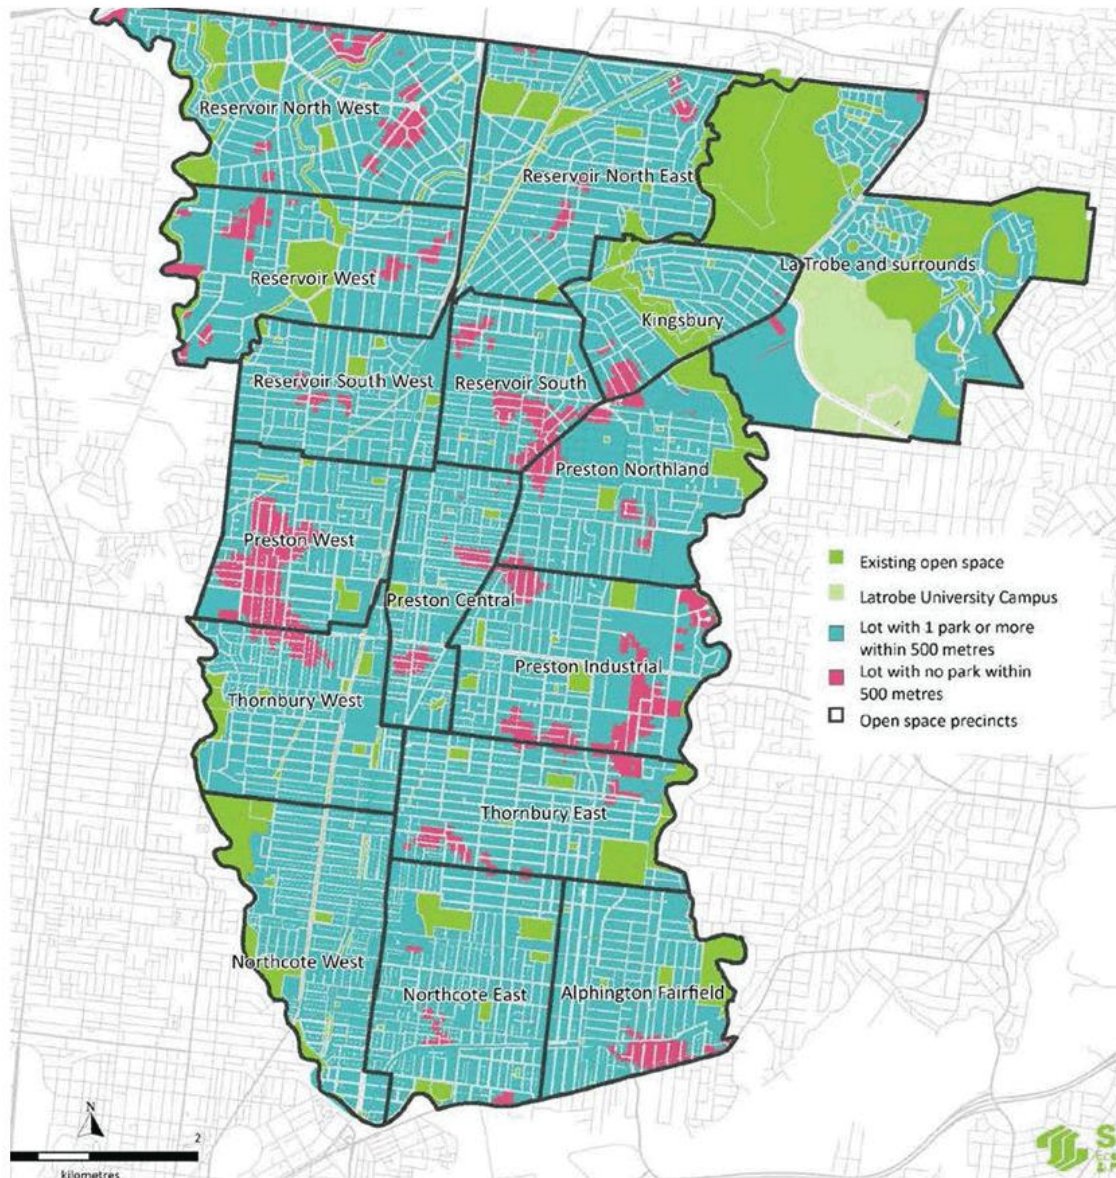 Reservoir North West
Reservoir North East
La Trobe and surrounds
Reservoir West
Kingsbury
Reservoir South West
Reservoir South
Preston Northland
Preston West
Preston Central
Preston Industrial
Thornbury West
Thornbury East
Northcote West
Northcote East
Alphington Fairfield
Existing open space
Latrobe University Campus
Lot with 1 park or more
within 500 metres
Lot with no park within
500 metres
Open space precincts
N
2
kilometres
S